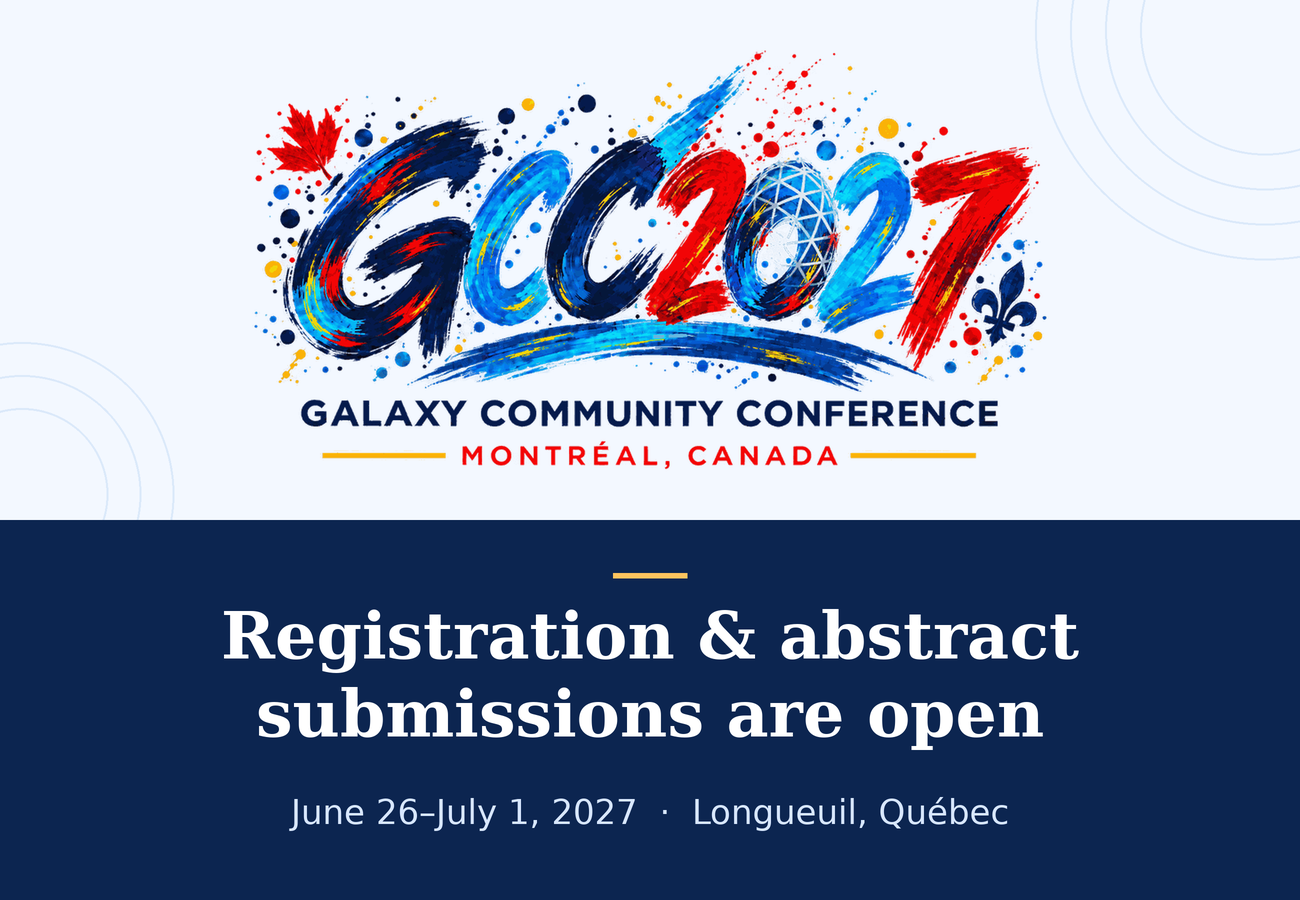 GCC2027
GALAXY COMMUNITY CONFERENCE
MONTRÉAL, CANADA
Registration & abstract
submissions are open
June 26–July 1, 2027 · Longueuil, Québec